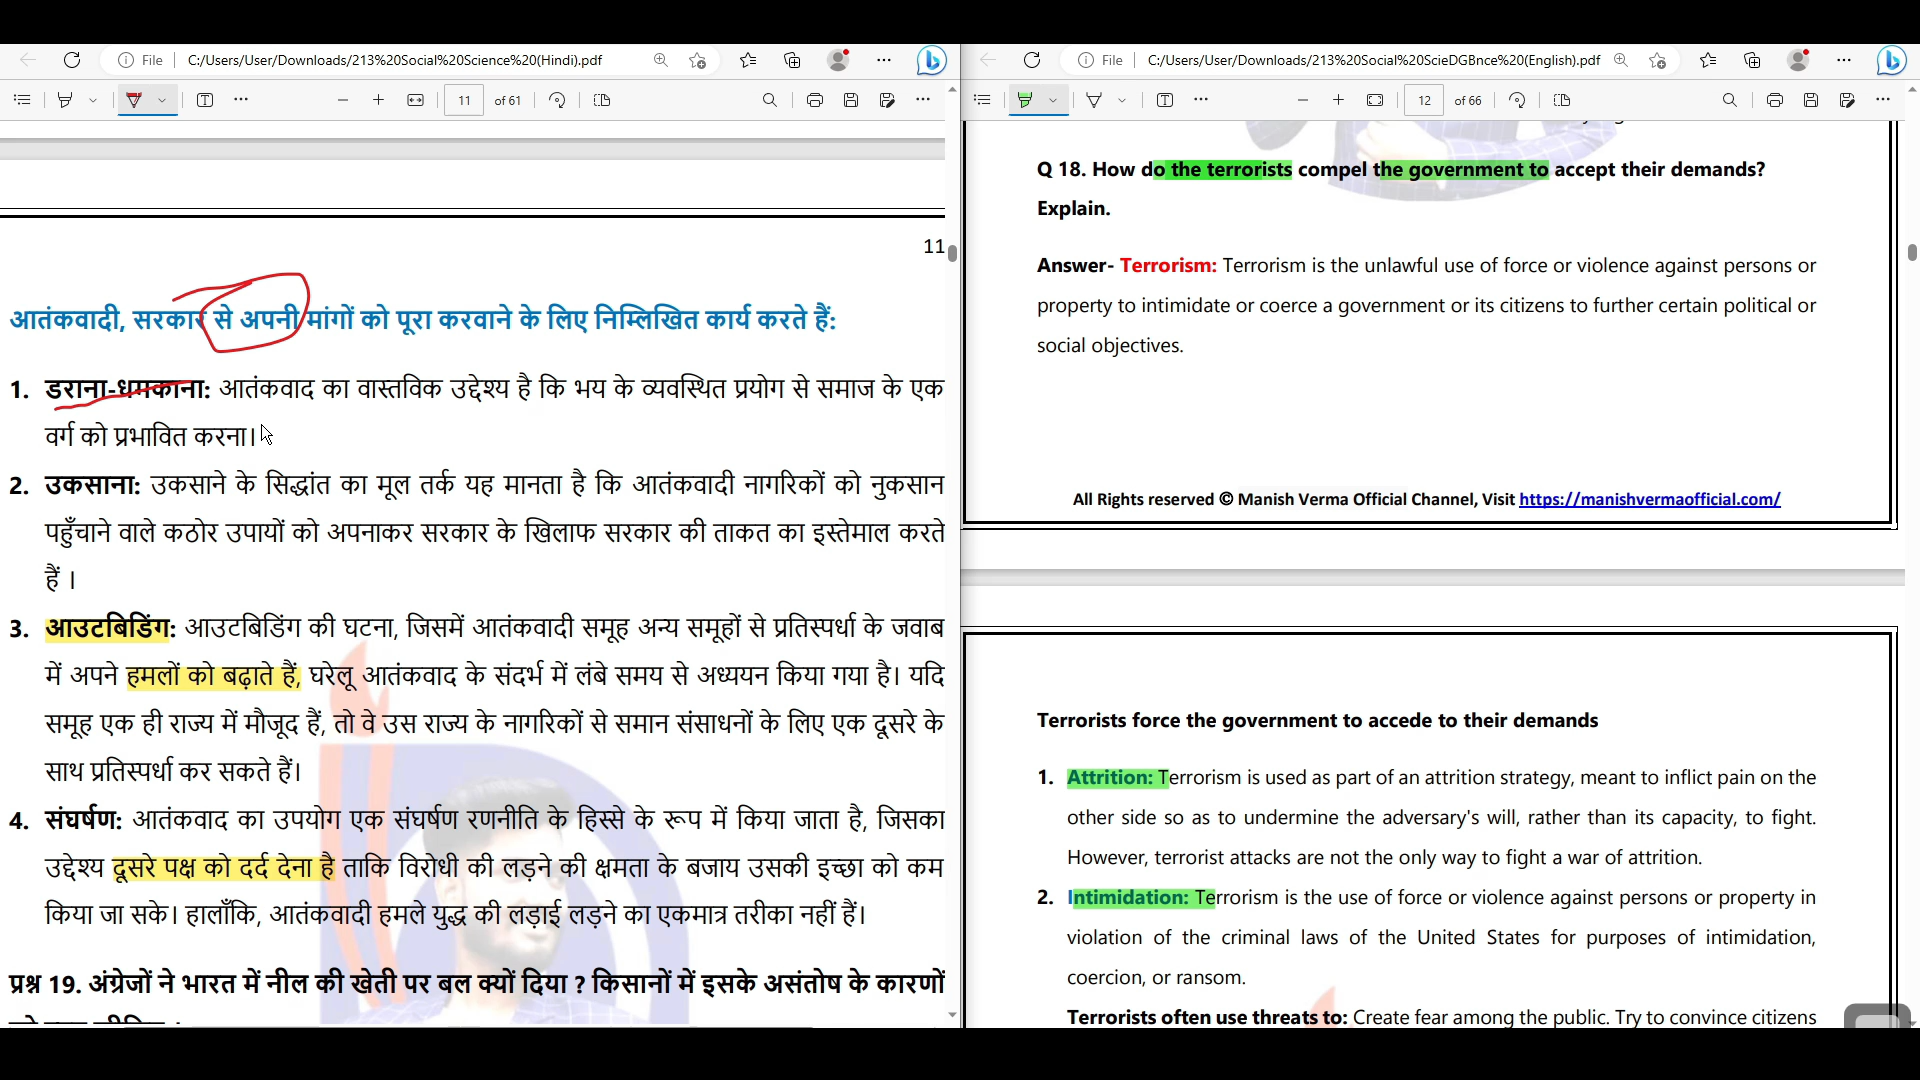 File
C:/Users/User/Downloads/213%20Social%20Science%20(Hindi).pdf
11 of 61
11
आतंकवादी, सरकार से अपनी मांगों को पूरा करवाने के लिए निम्लिखित कार्य करते हैं:
1. डराना-धमकाना: आतंकवाद का वास्तविक उद्देश्य है कि भय के व्यवस्थित प्रयोग से समाज के एक
वर्ग को प्रभावित करना।
2. उकसाना: उकसाने के सिद्धांत का मूल तर्क यह मानता है कि आतंकवादी नागरिकों को नुकसान
पहुँचाने वाले कठोर उपायों को अपनाकर सरकार के खिलाफ सरकार की ताकत का इस्तेमाल करते
हैं ।
3. आउटबिडिंग: आउटबिडिंग की घटना, जिसमें आतंकवादी समूह अन्य समूहों से प्रतिस्पर्धा के जवाब
में अपने हमलों को बढ़ाते हैं, घरेलू आतंकवाद के संदर्भ में लंबे समय से अध्ययन किया गया है। यदि
समूह एक ही राज्य में मौजूद हैं, तो वे उस राज्य के नागरिकों से समान संसाधनों के लिए एक दूसरे के
साथ प्रतिस्पर्धा कर सकते हैं।
4. संघर्षण: आतंकवाद का उपयोग एक संघर्षण रणनीति के हिस्से के रूप में किया जाता है, जिसका
उद्देश्य दूसरे पक्ष को दर्द देना है ताकि विरोधी की लड़ने की क्षमता के बजाय उसकी इच्छा को कम
किया जा सके। हालाँकि, आतंकवादी हमले युद्ध की लड़ाई लड़ने का एकमात्र तरीका नहीं हैं।
प्रश्न 19. अंग्रेजों ने भारत में नील की खेती पर बल क्यों दिया ? किसानों में इसके असंतोष के कारणों
File
C:/Users/User/Downloads/213%20Social%20ScieDGBnce%20(English).pdf
12 of 66
Q 18. How do the terrorists compel the government to accept their demands?
Explain.
Answer- Terrorism: Terrorism is the unlawful use of force or violence against persons or
property to intimidate or coerce a government or its citizens to further certain political or
social objectives.
All Rights reserved © Manish Verma Official Channel, Visit https://manishvermaofficial.com/
Terrorists force the government to accede to their demands
1. Attrition: Terrorism is used as part of an attrition strategy, meant to inflict pain on the
other side so as to undermine the adversary's will, rather than its capacity, to fight.
However, terrorist attacks are not the only way to fight a war of attrition.
2. Intimidation: Terrorism is the use of force or violence against persons or property in
violation of the criminal laws of the United States for purposes of intimidation,
coercion, or ransom.
Terrorists often use threats to: Create fear among the public. Try to convince citizens